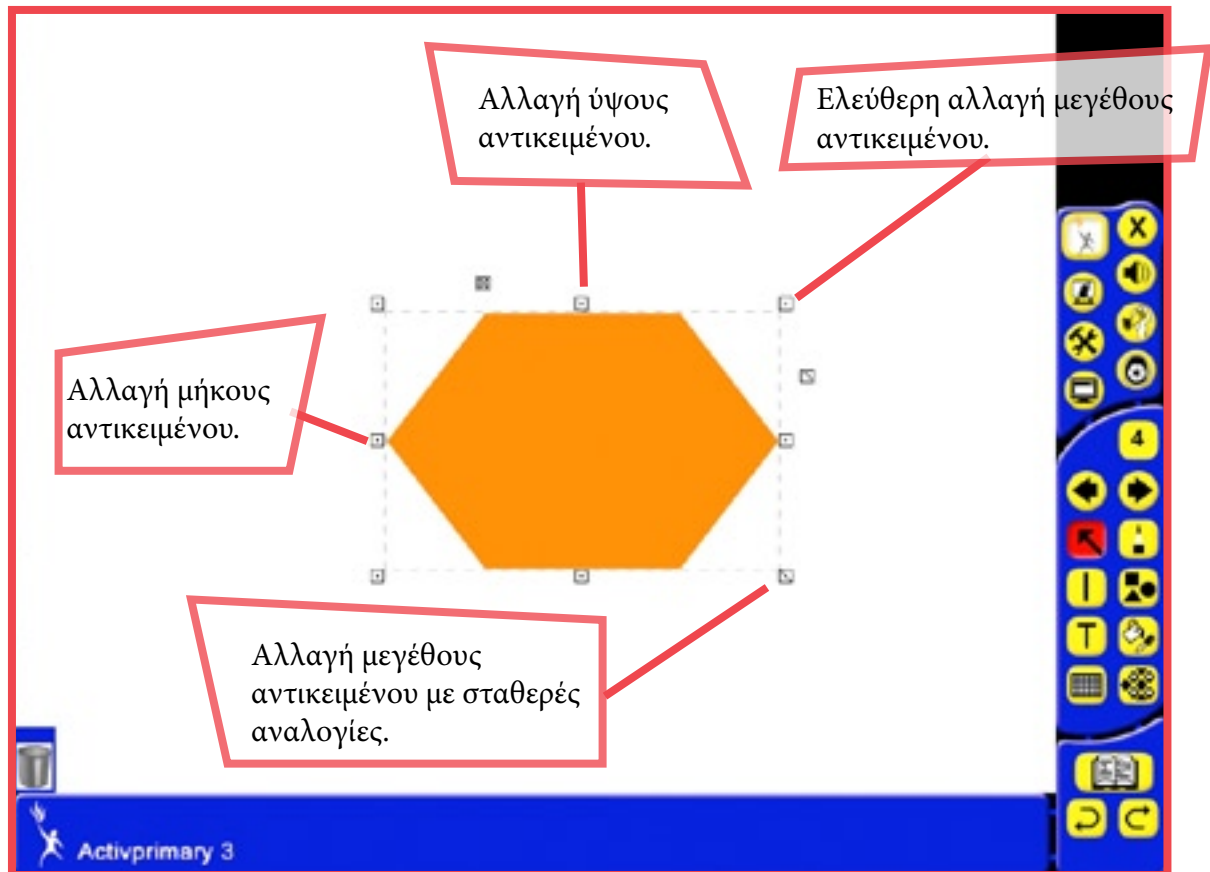 Αλλαγή ύψους
αντικειμένου.
Ελεύθερη αλλαγή μεγέθους
αντικειμένου.
Αλλαγή μήκους
αντικειμένου.
Αλλαγή μεγέθους
αντικειμένου με σταθερές
αναλογίες.
X
4
T
Activprimary 3